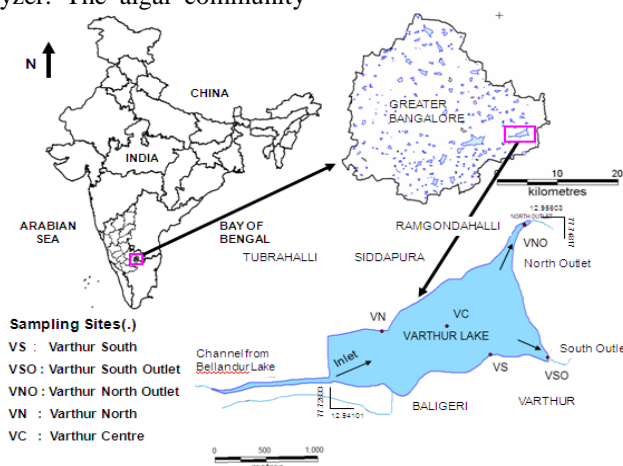 yzer. The algar community
N
CHINA
INDIA
ARABIAN
SEA
BAY OF
BENGAL
GREATER
BANGALORE
0 10 20
kilometres
RAMGONDAHALLI
TUBRAHALLI SIDDAPURA
NORTH OUTLET
12.95603
VNO
North Outlet
VN
VC
VARTHUR LAKE
Inlet
Channel from
Bellandur Lake
South Outle
VS
VSO
VARTHUR
BALIGERI
12.94101
Sampling Sites(.)
VS : Varthur South
VSO : Varthur South Outlet
VNO : Varthur North Outlet
VN : Varthur North
VC : Varthur Centre
0 500 1,000
metres